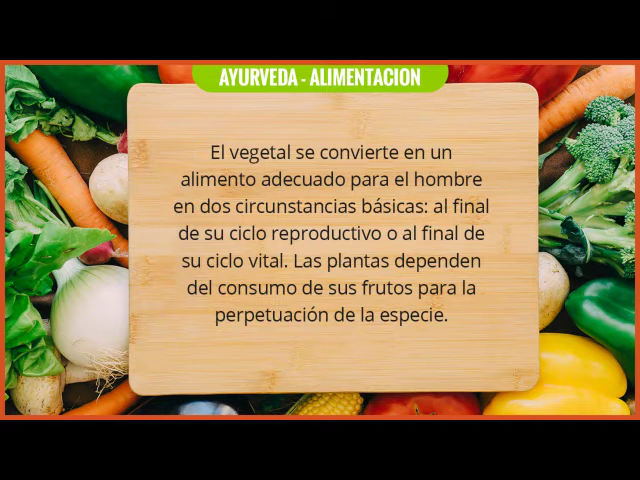 AYURVEDA - ALIMENTACION
El vegetal se convierte en un
alimento adecuado para el hombre
en dos circunstancias básicas: al final
de su ciclo reproductivo o al final de
su ciclo vital. Las plantas dependen
del consumo de sus frutos para la
perpetuación de la especie.